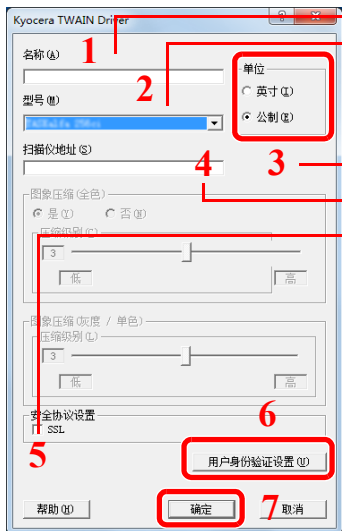 Kyocera TWAIN Driver
名称(A)
1
型号(M)
2
单位
英寸(I)
公制(E)
3
扫描仪地址(S)
4
图象压缩(全色)
是(Y) 否(N)
压缩级别(C)
3
低 高
图象压缩(灰度 / 单色)
压缩级别(L)
3
低 高
安全协议设置
SSL
5
6
用户身份验证设置(U)
帮助(H) 确定 7 取消